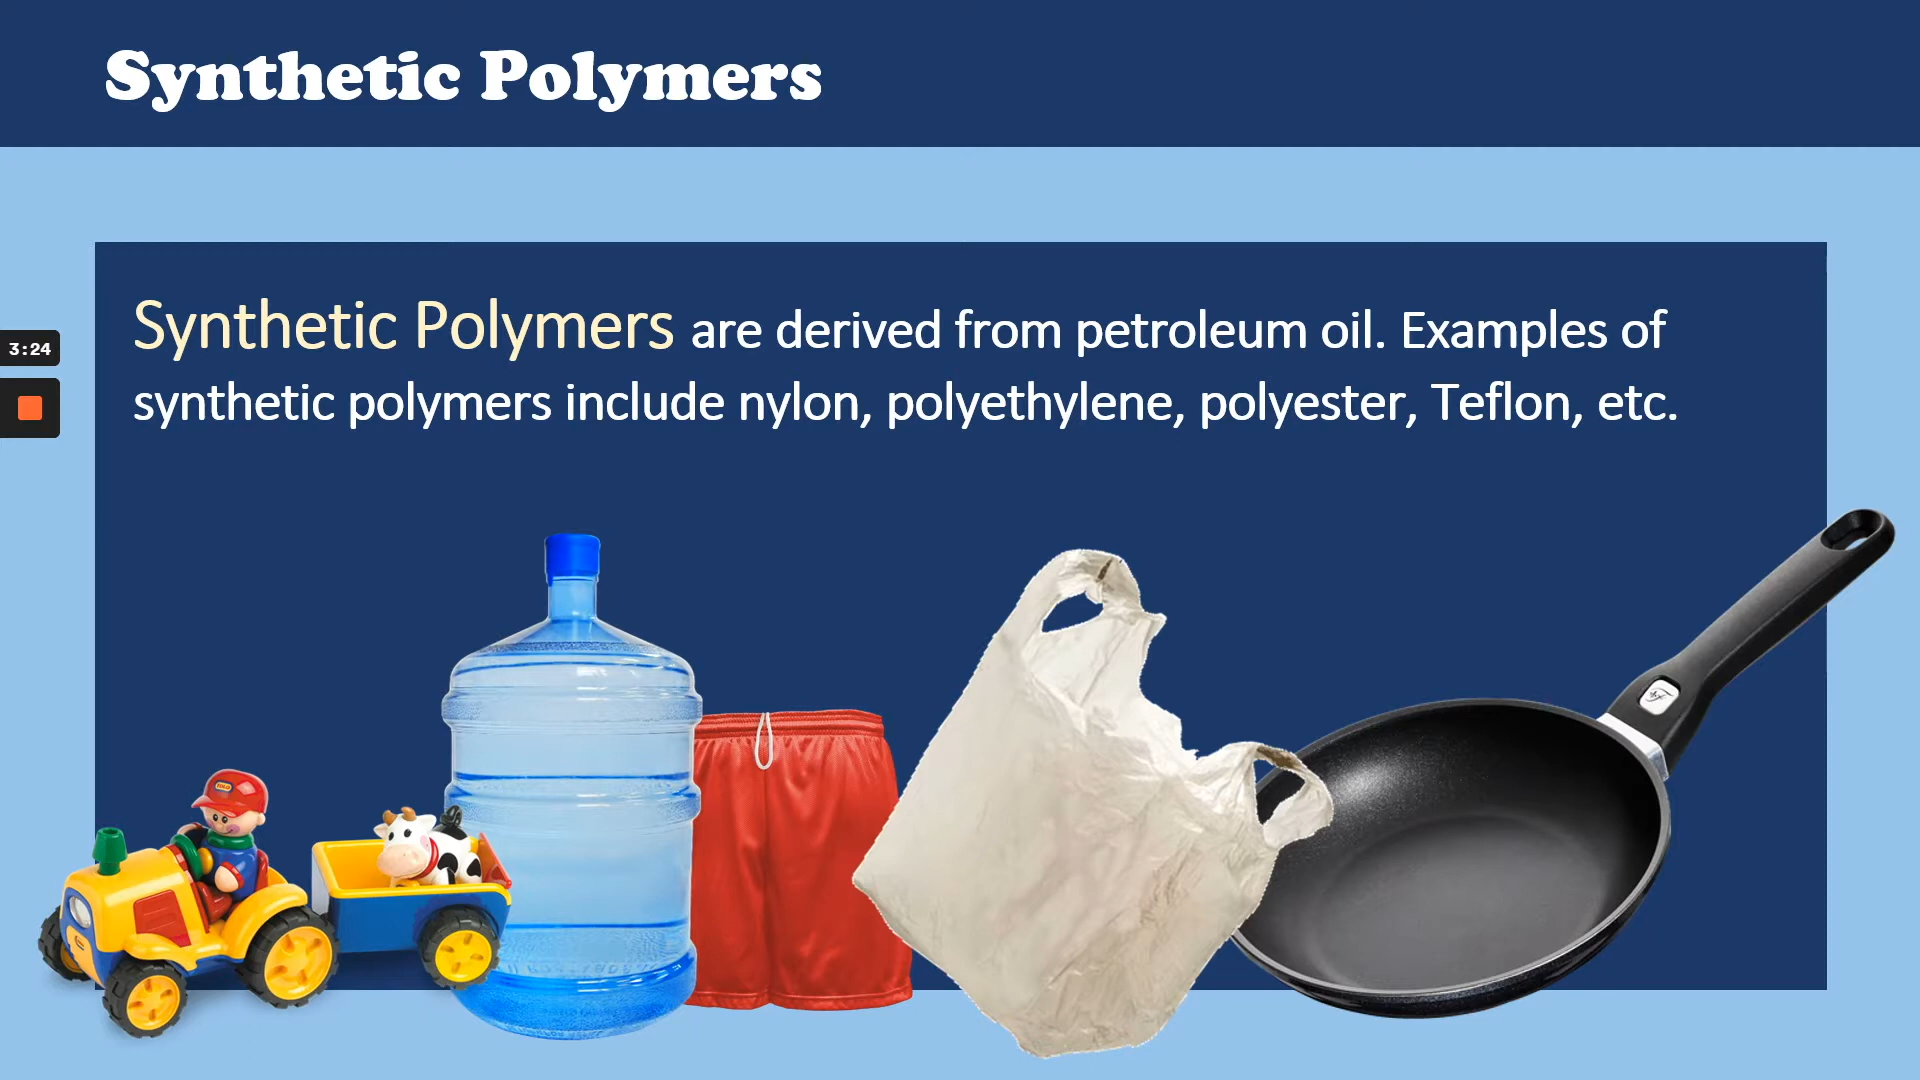 Synthetic Polymers
Synthetic Polymers are derived from petroleum oil. Examples of
synthetic polymers include nylon, polyethylene, polyester, Teflon, etc.
3:24